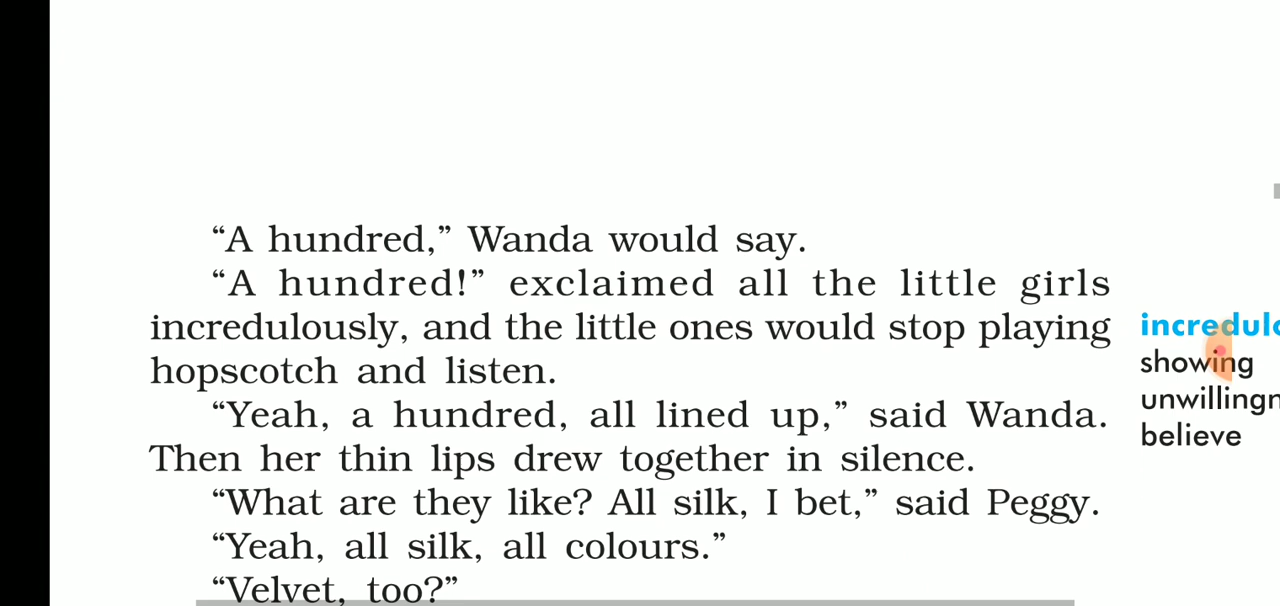 “A hundred,” Wanda would say.
“A hundred!” exclaimed all the little girls
incredulously, and the little ones would stop playing
hopscotch and listen.
“Yeah, a hundred, all lined up,” said Wanda.
Then her thin lips drew together in silence.
“What are they like? All silk, I bet,” said Peggy.
“Yeah, all silk, all colours.”
“Velvet, too?”
showing
believe